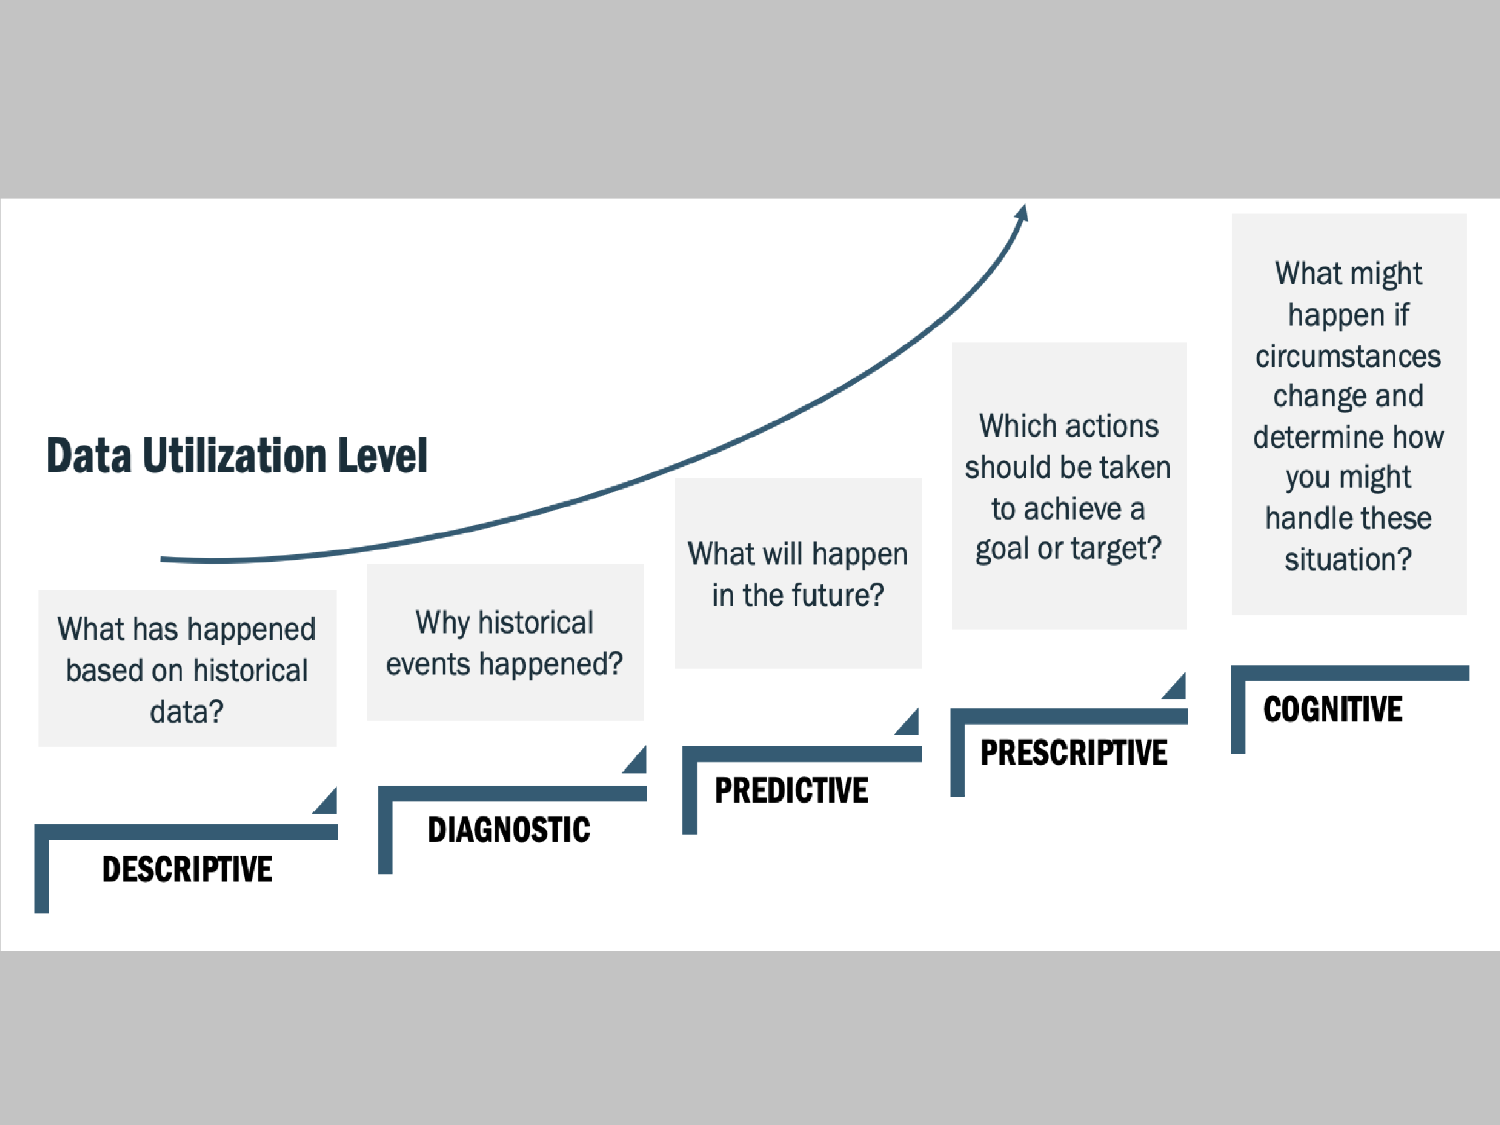 Data Utilization Level
What has happened
based on historical
data?
DESCRIPTIVE
Why historical
events happened?
DIAGNOSTIC
What will happen
in the future?
PREDICTIVE
Which actions
should be taken
to achieve a
goal or target?
PRESCRIPTIVE
What might
happen if
circumstances
change and
determine how
you might
handle these
situation?
COGNITIVE